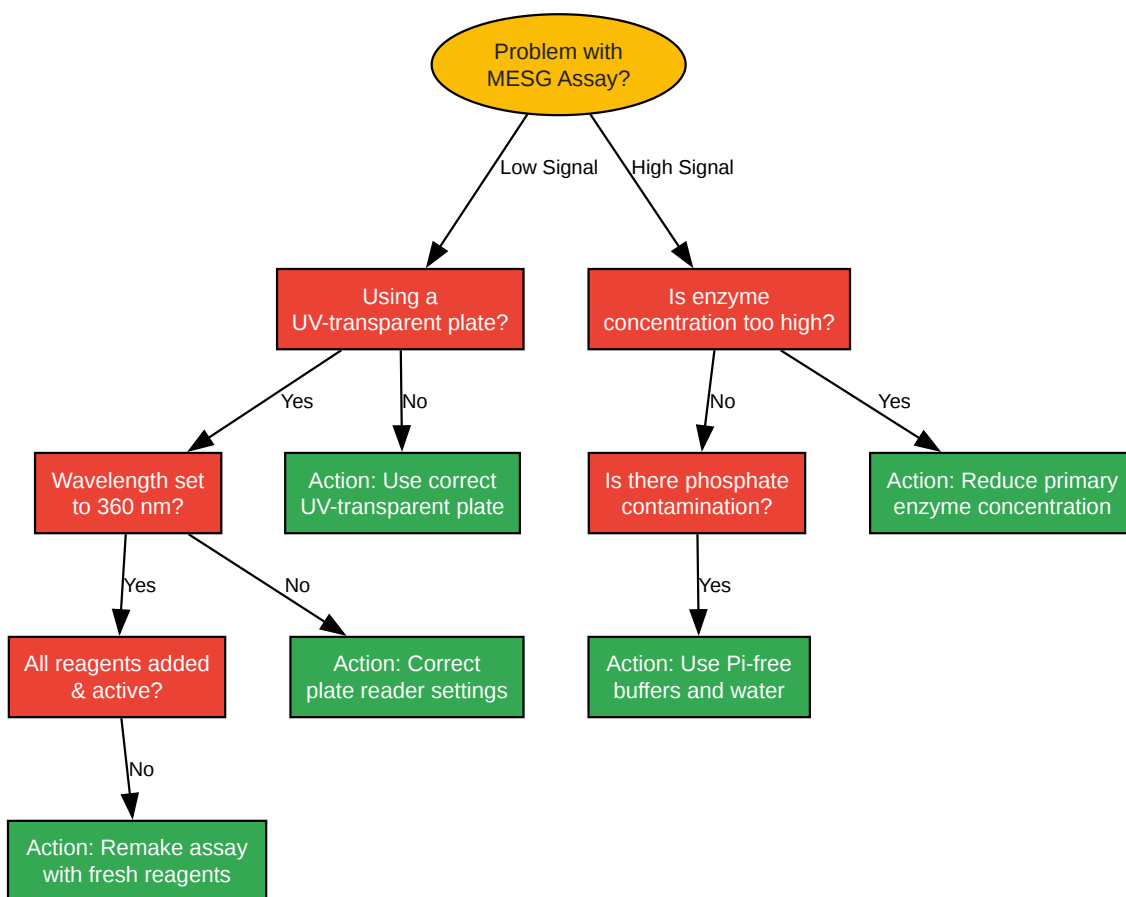 Problem with
MESG Assay?
Low Signal
High Signal
Using a
UV-transparent plate?
Is enzyme
concentration too high?
Yes
No
No
Yes
Wavelength set
to 360 nm?
Action: Use correct
UV-transparent plate
Is there phosphate
contamination?
Action: Reduce primary
enzyme concentration
Yes
No
Yes
All reagents added
& active?
Action: Correct
plate reader settings
Action: Use Pi-free
buffers and water
No
Action: Remake assay
with fresh reagents